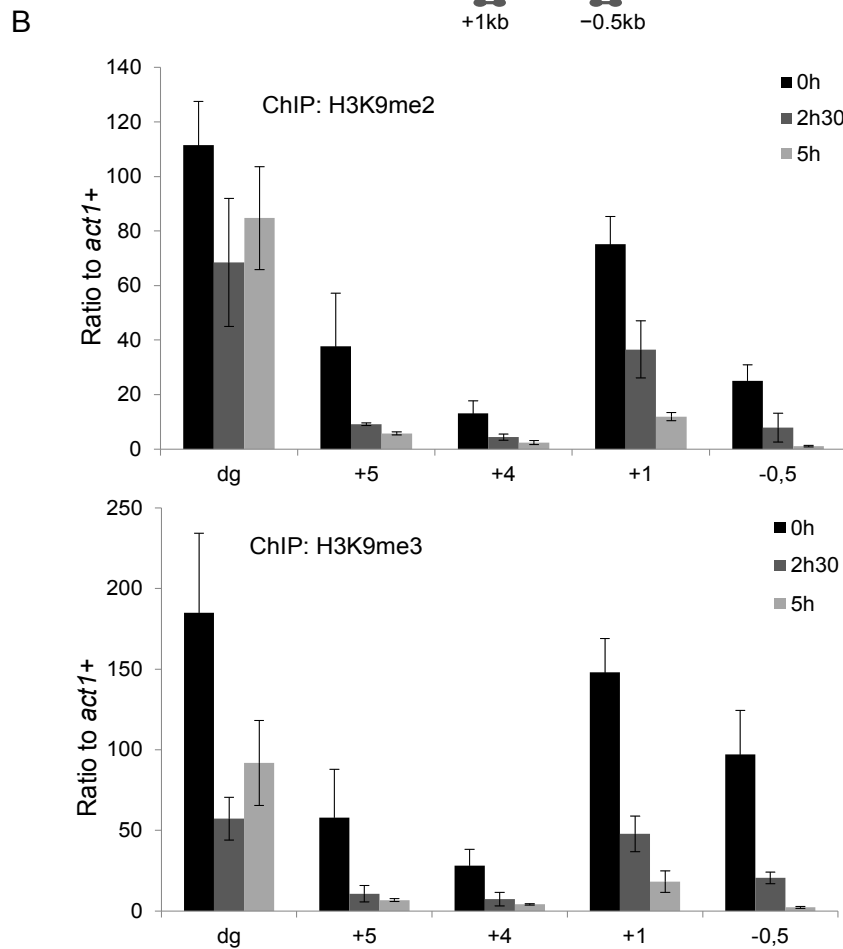 B
+1kb −0.5kb
ChIP: H3K9me2
0h
2h30
5h
Ratio to act1+
140
120
100
80
60
40
20
0
dg +5 +4 +1 -0,5
ChIP: H3K9me3
0h
2h30
5h
Ratio to act1+
250
200
150
100
50
0
dg +5 +4 +1 -0,5